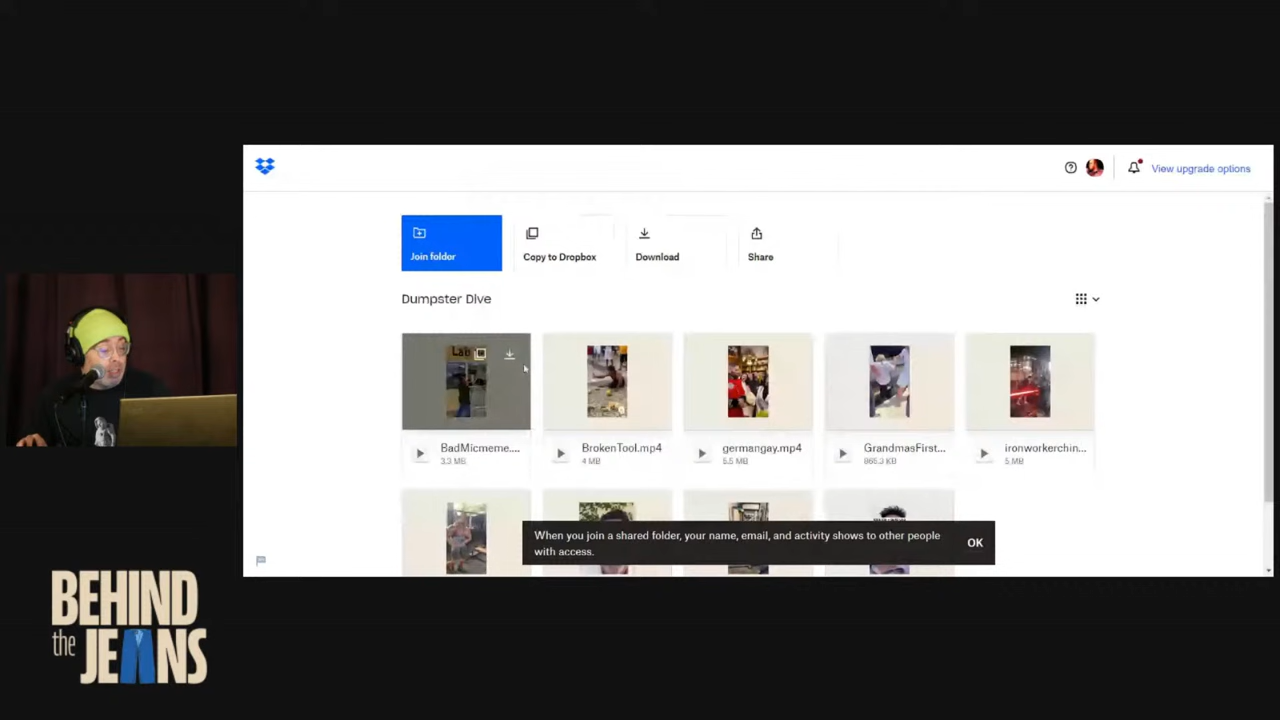 View upgrade options
Join folder
Copy to Dropbox
Download
Share
Dumpster Dive
Lab
BadMicmeme....
3.3 MB
BrokenTool.mp4
4 MB
germangay.mp4
5.5 MB
GrandmasFirst...
ironworkerchin...
5 MB
When you join a shared folder, your name, email, and activity shows to other people
with access.
OK
BEHIND
the JEANS